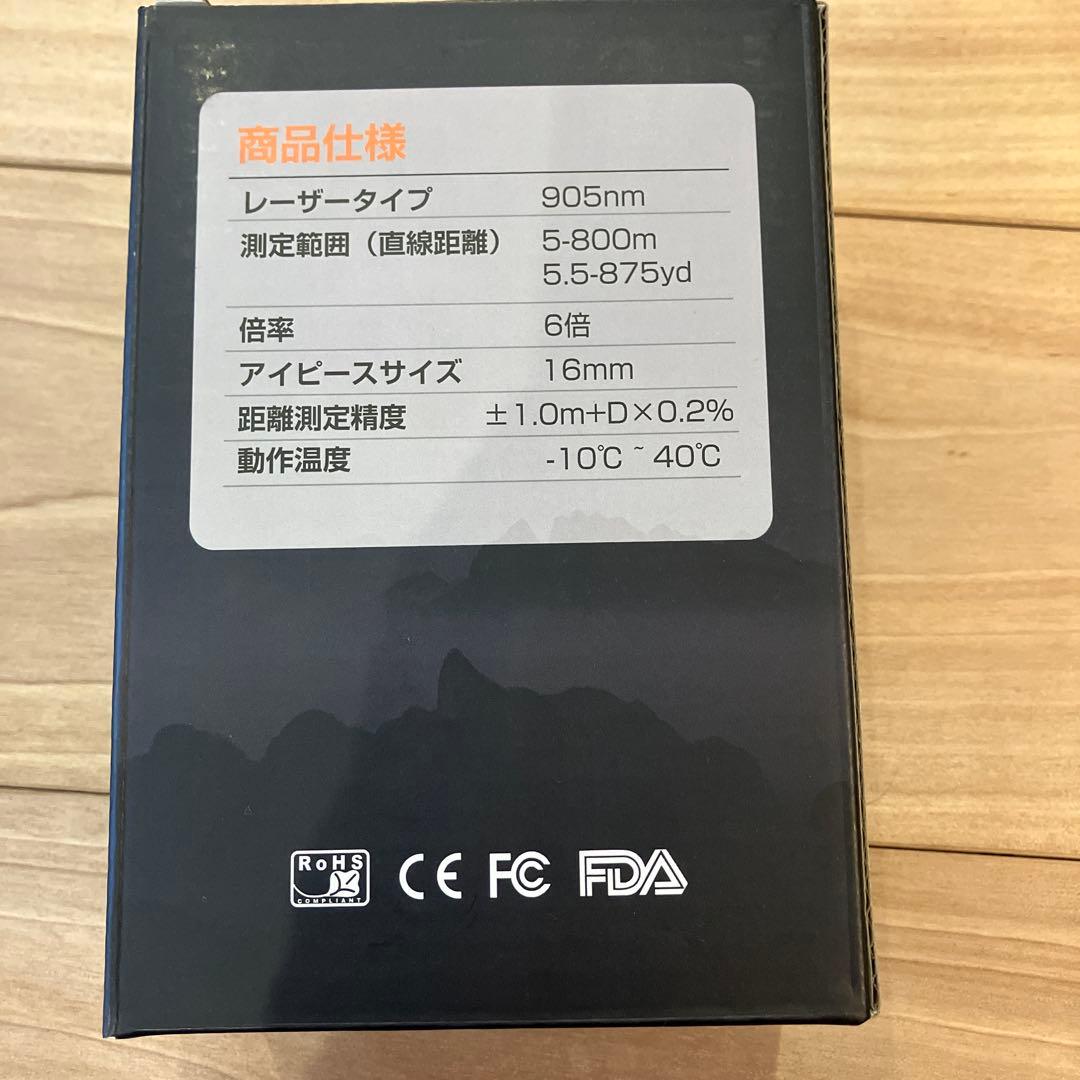 商品仕様
レーザータイプ 905nm
測定範囲（直線距離） 5-800m
5.5-875yd
倍率 6倍
アイピースサイズ 16mm
距離測定精度 ±1.0m+D×0.2%
動作温度 -10℃ ~ 40℃
RoHS
COMPLIANT
CE FC FDA